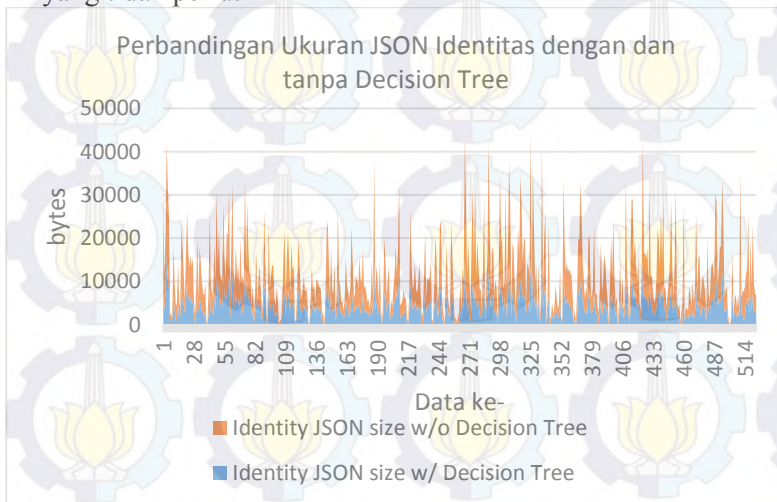 Perbandingan Ukuran JSON Identitas dengan dan
tanpa Decision Tree
50000
40000
30000
20000
10000
0
bytes
1 28 55 82 109 136 163 190 217 244 271 298 325 352 379 406 433 460 487 514
Data ke-
Identity JSON size w/o Decision Tree
Identity JSON size w/ Decision Tree